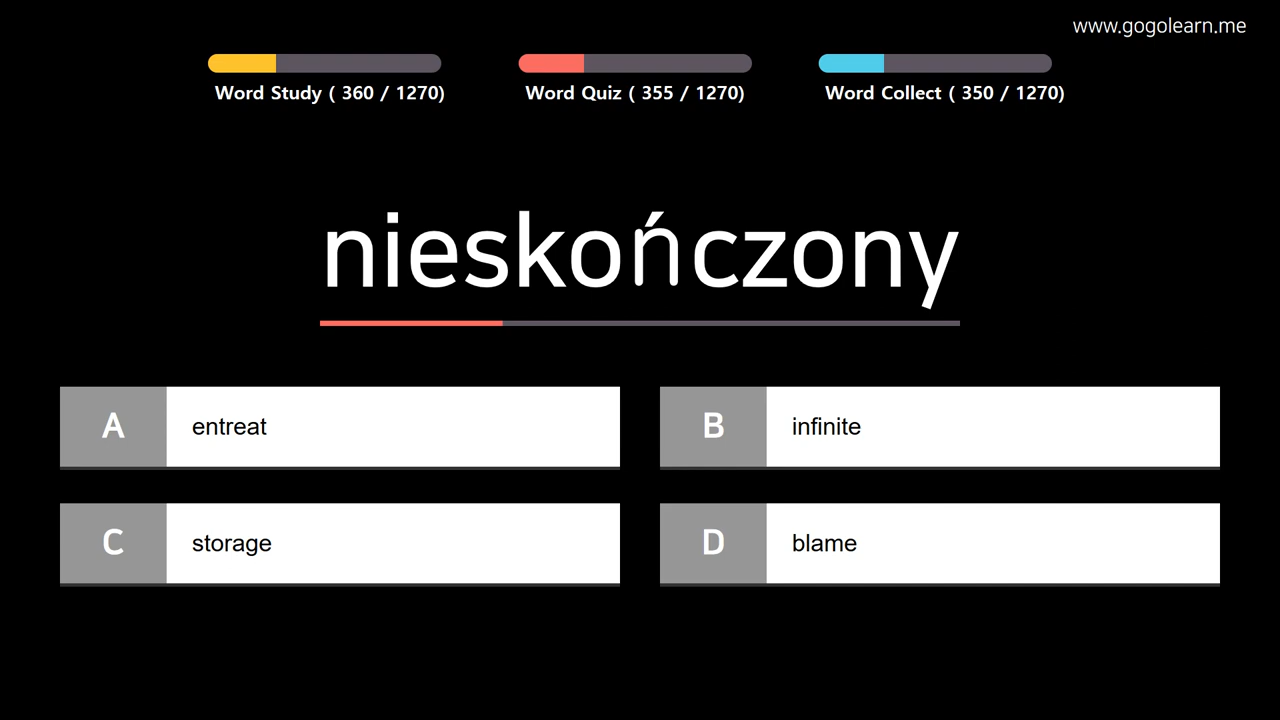 www.gogolearn.me
Word Study ( 360 / 1270) Word Quiz ( 355 / 1270) Word Collect ( 350 / 1270)
nieskończony
A entreat B infinite
C storage D blame